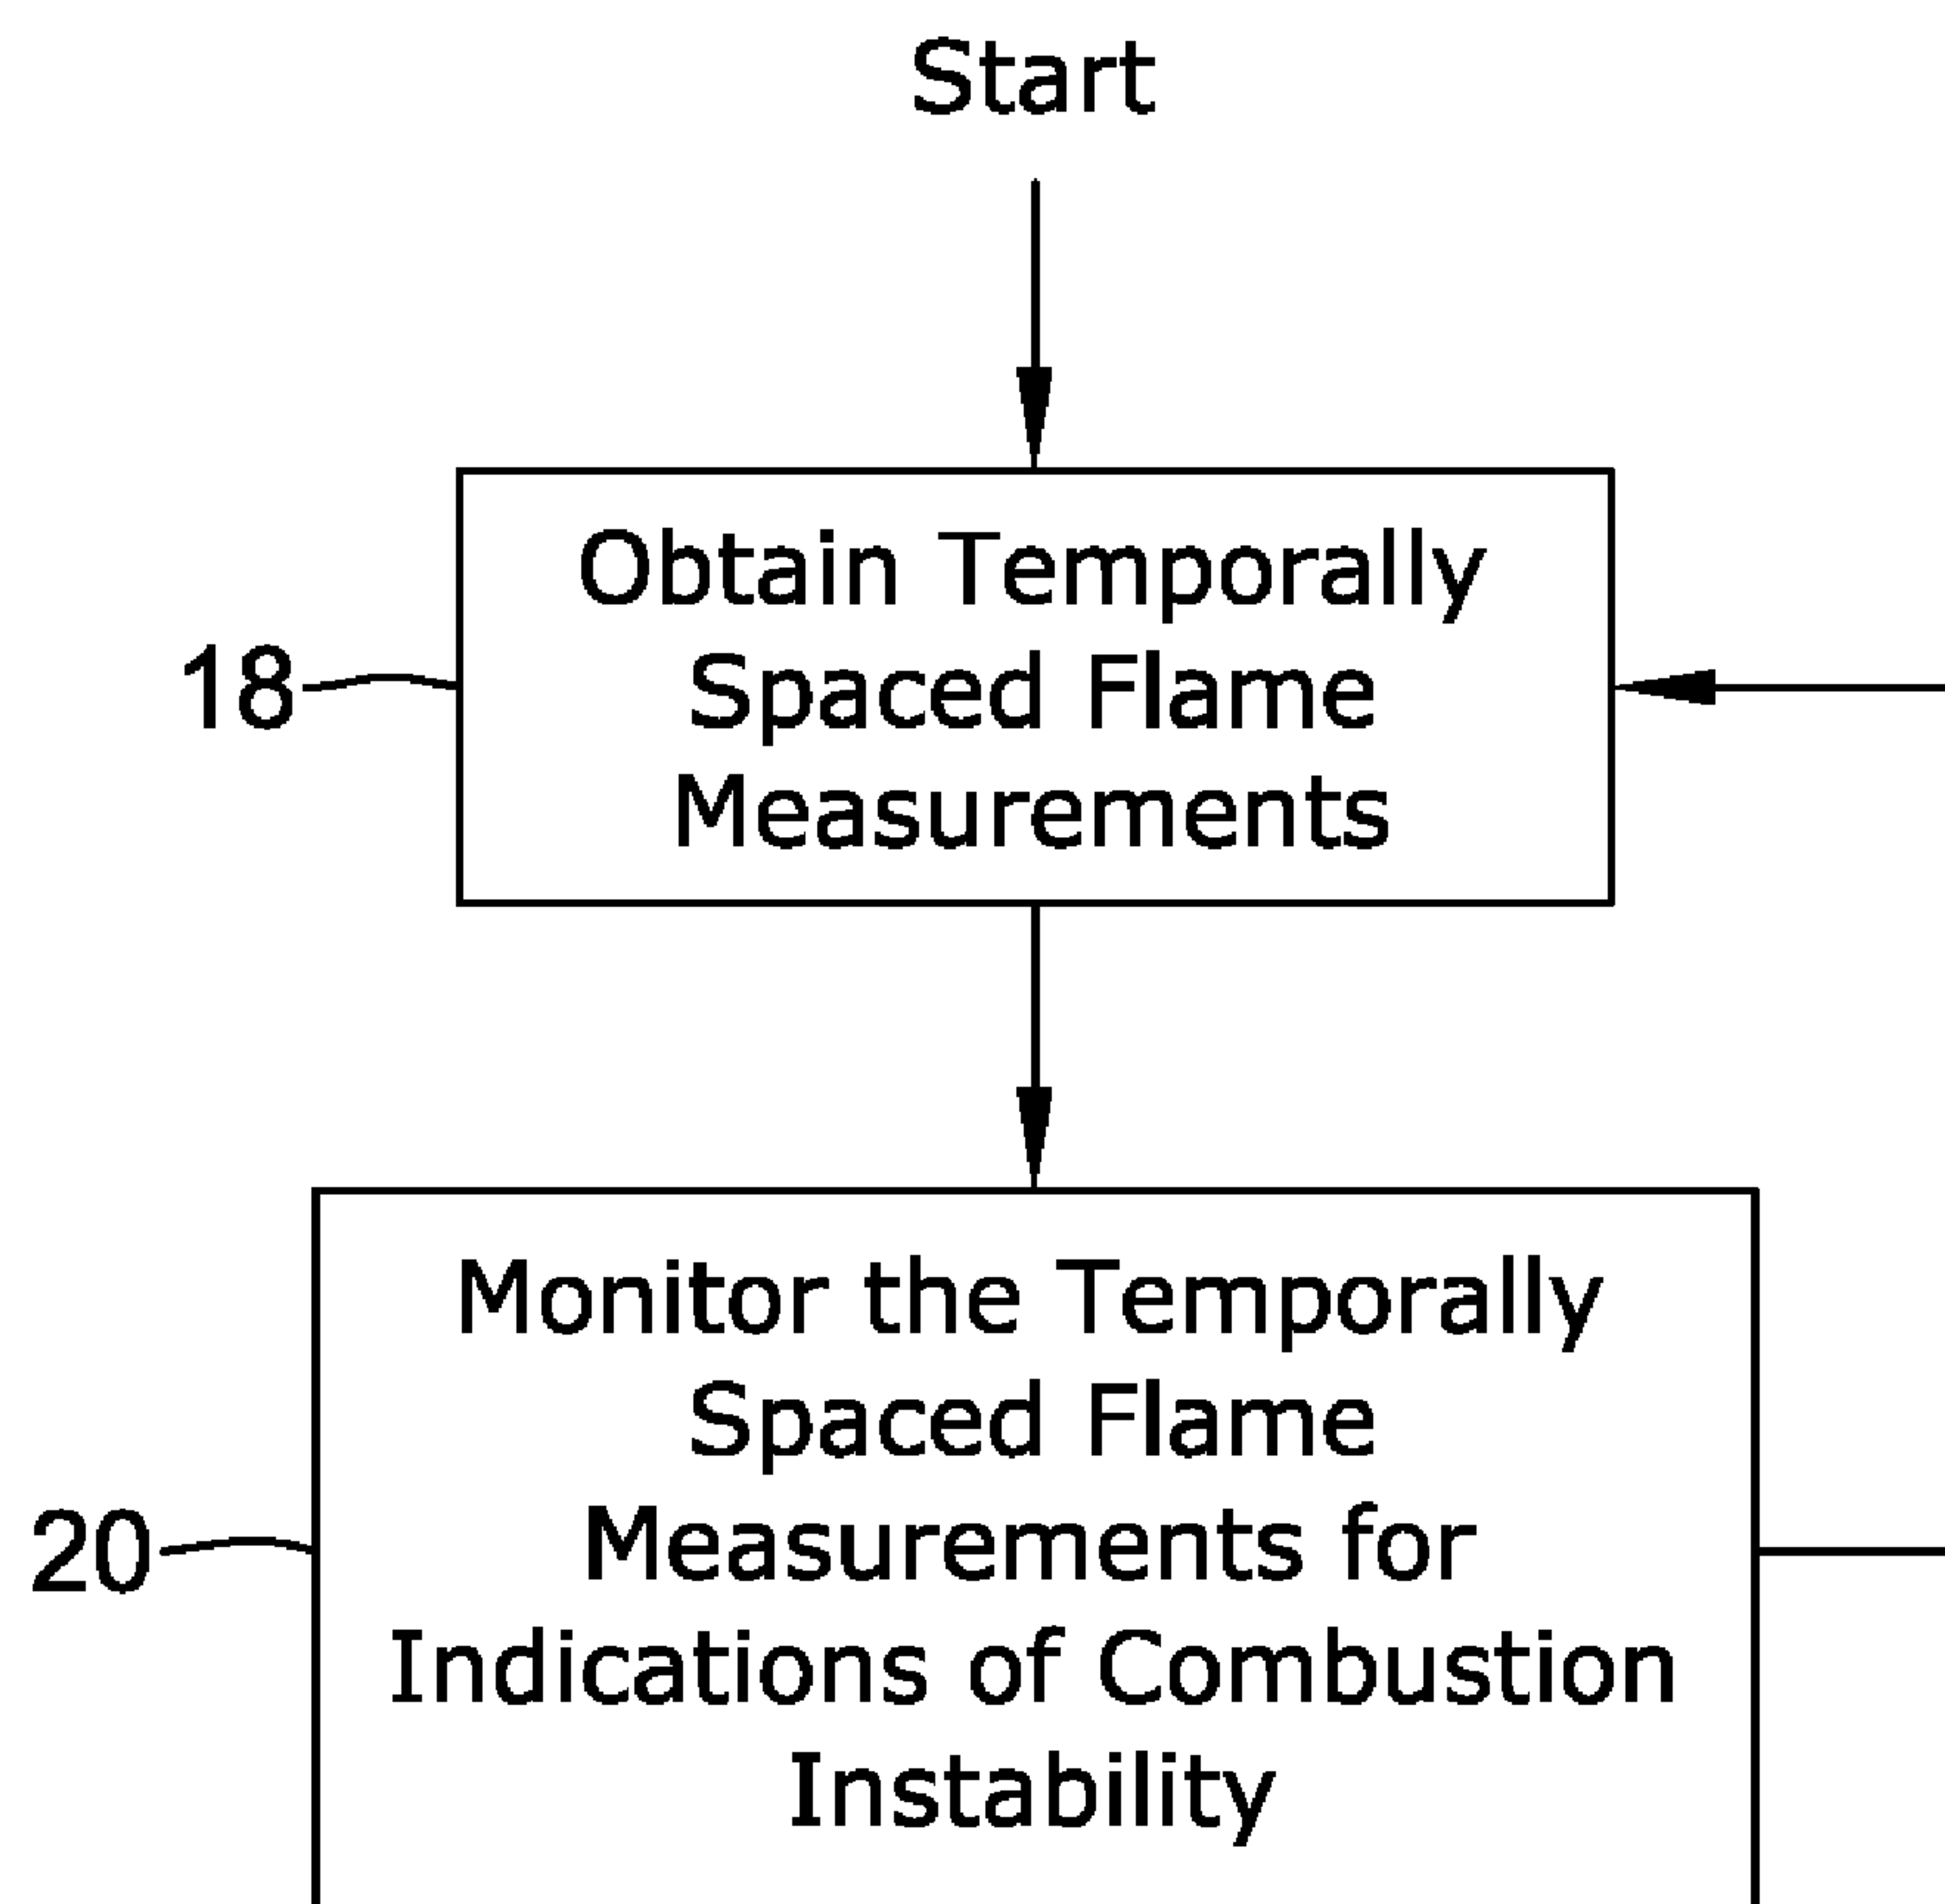 Start
Obtain Temporally
Spaced Flame
Measurements
18
Monitor the Temporally
Spaced Flame
Measurements for
Indications of Combustion
Instability
20